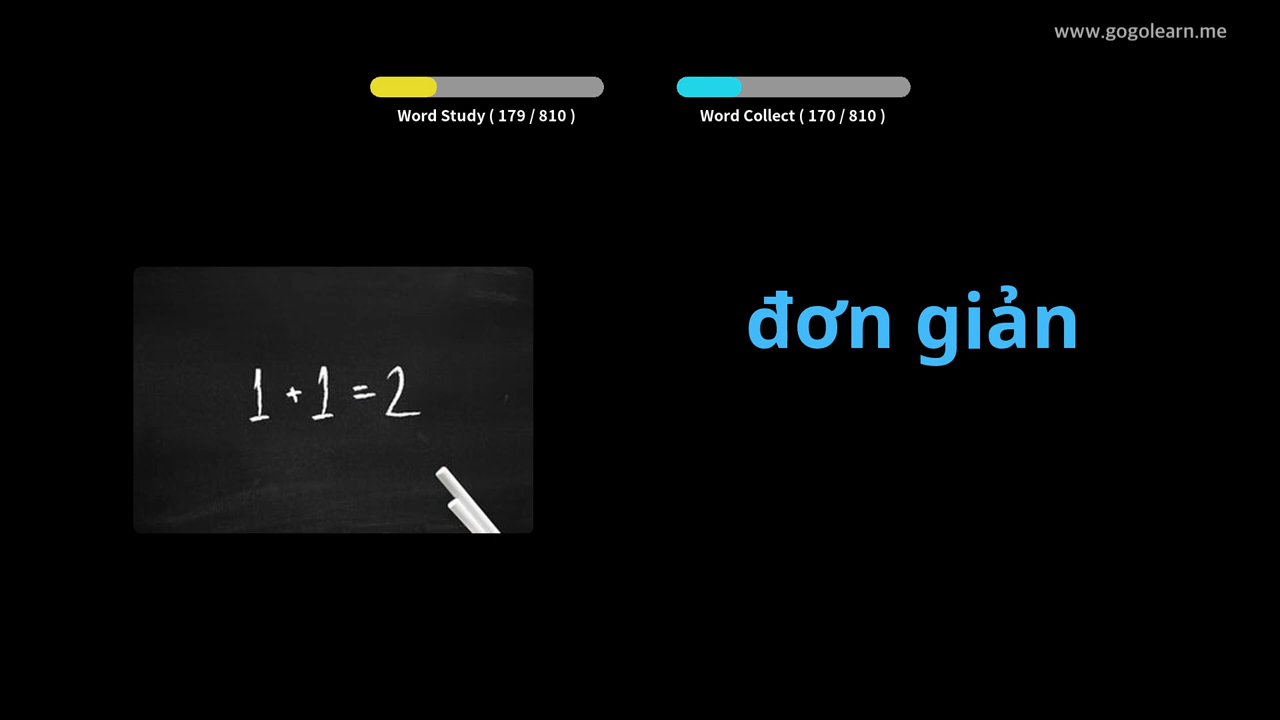 www.gogolearn.me
Word Study ( 179 / 810 )
Word Collect ( 170 / 810 )
1 + 1 = 2
đơn giản